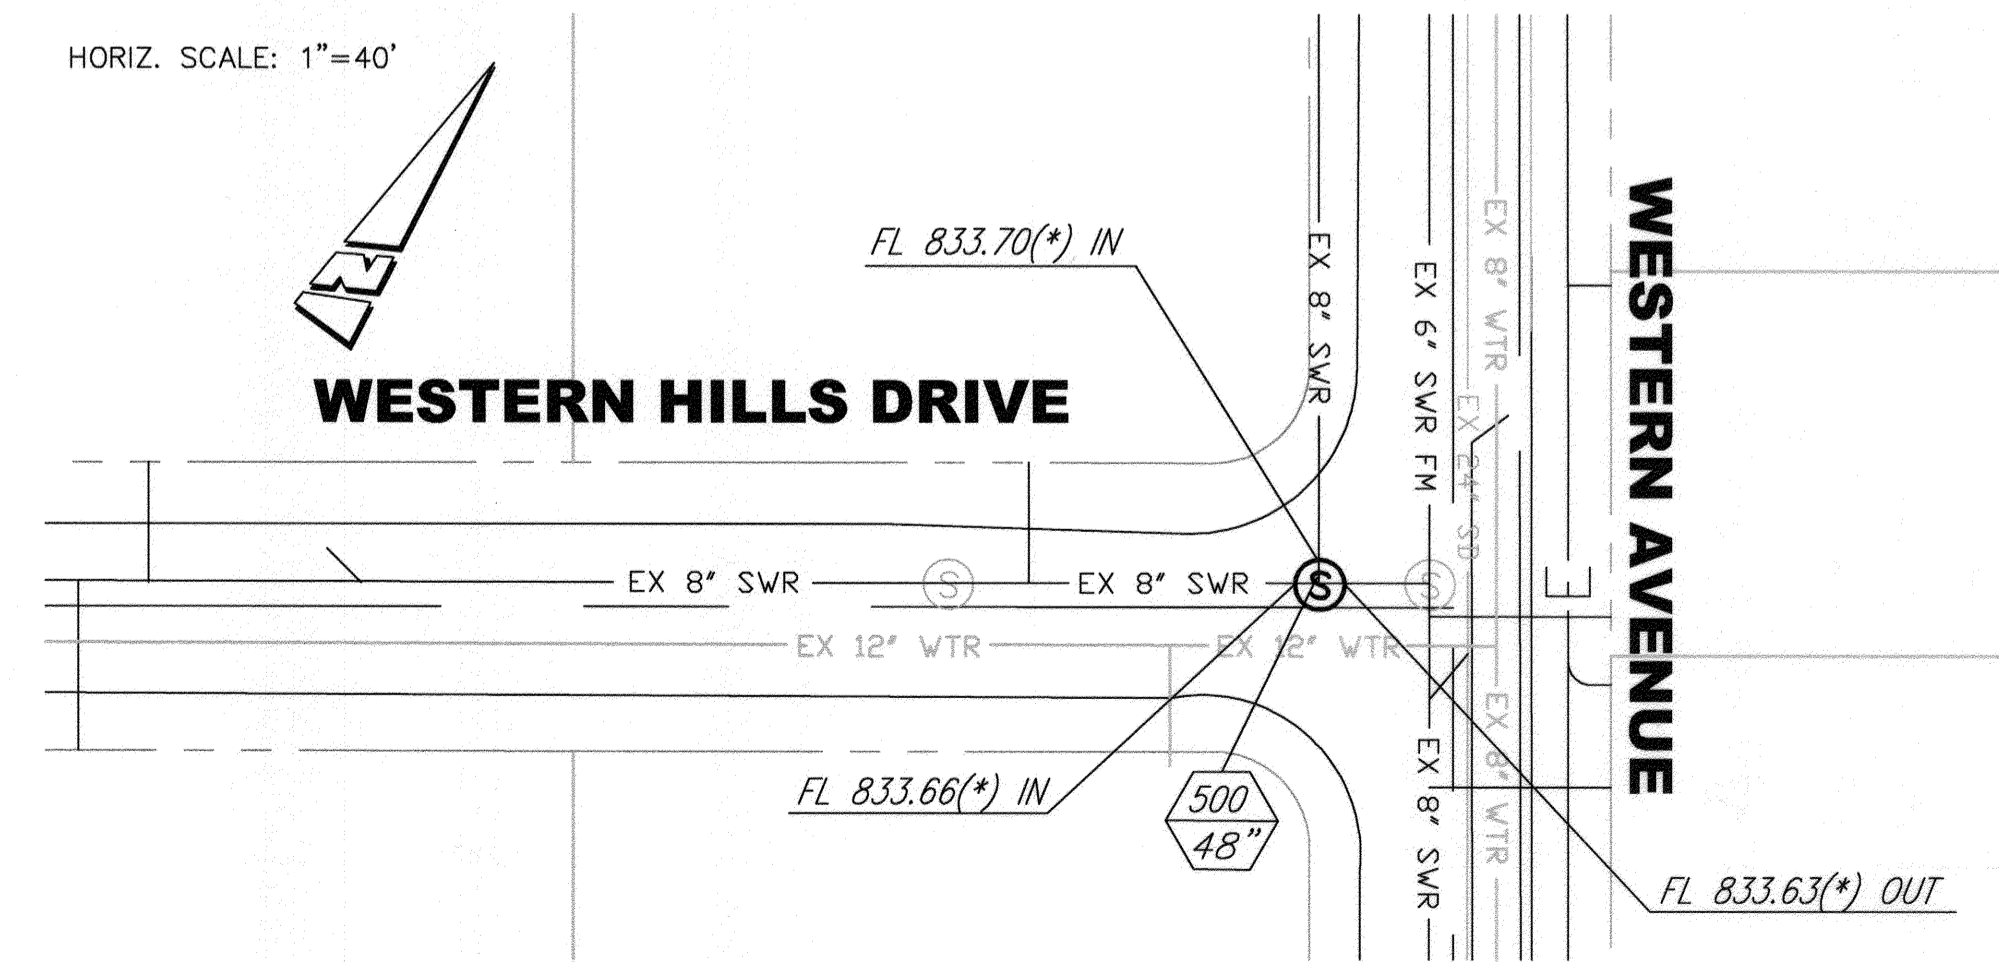 HORIZ. SCALE: 1"=40'
N
FL 833.70(*) IN
WESTERN HILLS DRIVE
EX 8" SWR
EX 6" SWR FM
EX 8" WTR
EX 24" SD
WESTERN AVENUE
EX 8" SWR
S
EX 8" SWR
S
S
EX 12" WTR
EX 12" WTR
FL 833.66(*) IN
500
48"
EX 8" SWR
EX 8" WTR
FL 833.63(*) OUT